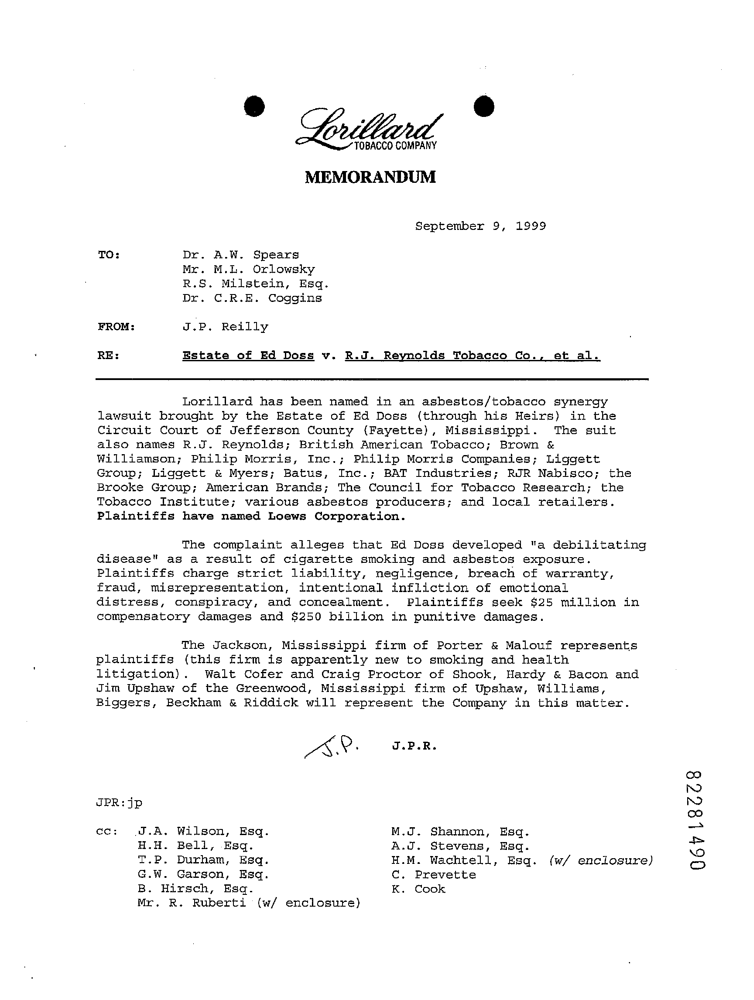 Lorillard
TOBACCO COMPANY
MEMORANDUM
September 9, 1999
TO: Dr. A.W. Spears
Mr. M.L. Orlowsky
R.S. Milstein, Esq.
Dr. C.R.E. Coggins
FROM: J.P. Reilly
RE: Estate of Ed Doss v. R.J. Reynolds Tobacco Co., et al.
Lorillard has been named in an asbestos/tobacco synergy
lawsuit brought by the Estate of Ed Doss (through his Heirs) in the
Circuit Court of Jefferson County (Fayette), Mississippi. The suit
also names R.J. Reynolds; British American Tobacco; Brown &
Williamson; Philip Morris, Inc.; Philip Morris Companies; Liggett
Group; Liggett & Myers; Batus, Inc.; BAT Industries; RJR Nabisco; the
Brooke Group; American Brands; The Council for Tobacco Research; the
Tobacco Institute; various asbestos producers; and local retailers.
Plaintiffs have named Loews Corporation.
The complaint alleges that Ed Doss developed "a debilitating
disease" as a result of cigarette smoking and asbestos exposure.
Plaintiffs charge strict liability, negligence, breach of warranty,
fraud, misrepresentation, intentional infliction of emotional
distress, conspiracy, and concealment. Plaintiffs seek $25 million in
compensatory damages and $250 billion in punitive damages.
The Jackson, Mississippi firm of Porter & Malouf represents
plaintiffs (this firm is apparently new to smoking and health
litigation). Walt Cofer and Craig Proctor of Shook, Hardy & Bacon and
Jim Upshaw of the Greenwood, Mississippi firm of Upshaw, Williams,
Biggers, Beckham & Riddick will represent the Company in this matter.
J.P. J.P.R.
JPR:jp
cc: J.A. Wilson, Esq. M.J. Shannon, Esq.
H.H. Bell, Esq. A.J. Stevens, Esq.
T.P. Durham, Esq. H.M. Wachtell, Esq. (w/ enclosure)
G.W. Garson, Esq. C. Prevette
B. Hirsch, Esq. K. Cook
Mr. R. Ruberti (w/ enclosure)
82281490